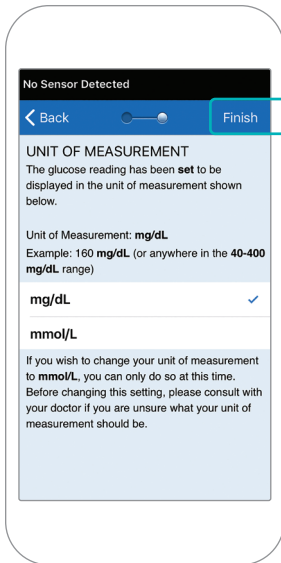 No Sensor Detected
Back
Finish
UNIT OF MEASUREMENT
The glucose reading has been set to be
displayed in the unit of measurement shown
below.
Unit of Measurement: mg/dL
Example: 160 mg/dL (or anywhere in the 40-400
mg/dL range)
mg/dL
mmol/L
If you wish to change your unit of measurement
to mmol/L, you can only do so at this time.
Before changing this setting, please consult with
your doctor if you are unsure what your unit of
measurement should be.